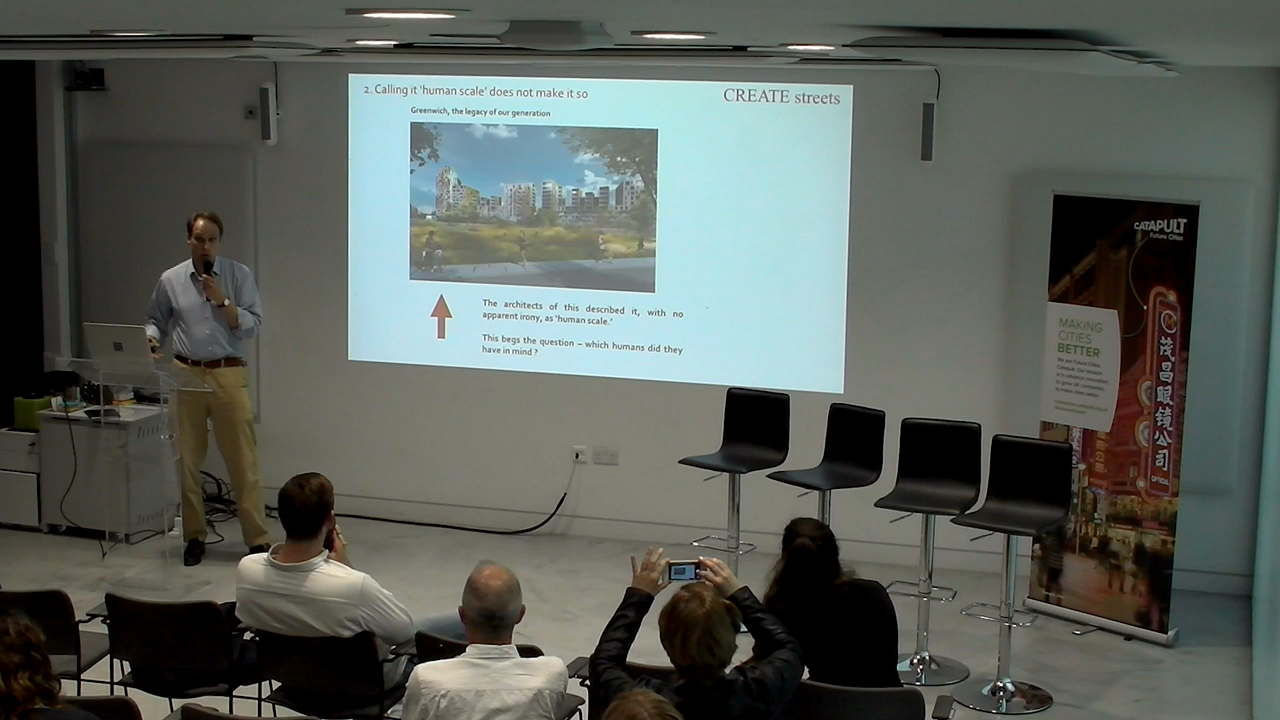 2. Calling it 'human scale' does not make it so
CREATE streets
Greenwich, the legacy of our generation
The architects of this described it, with no
apparent irony, as 'human scale.'
This begs the question – which humans did they
have in mind ?
CATAPULT
Future Cities
MAKING
CITIES
BETTER
茂昌眼镜公司
OPTICAL